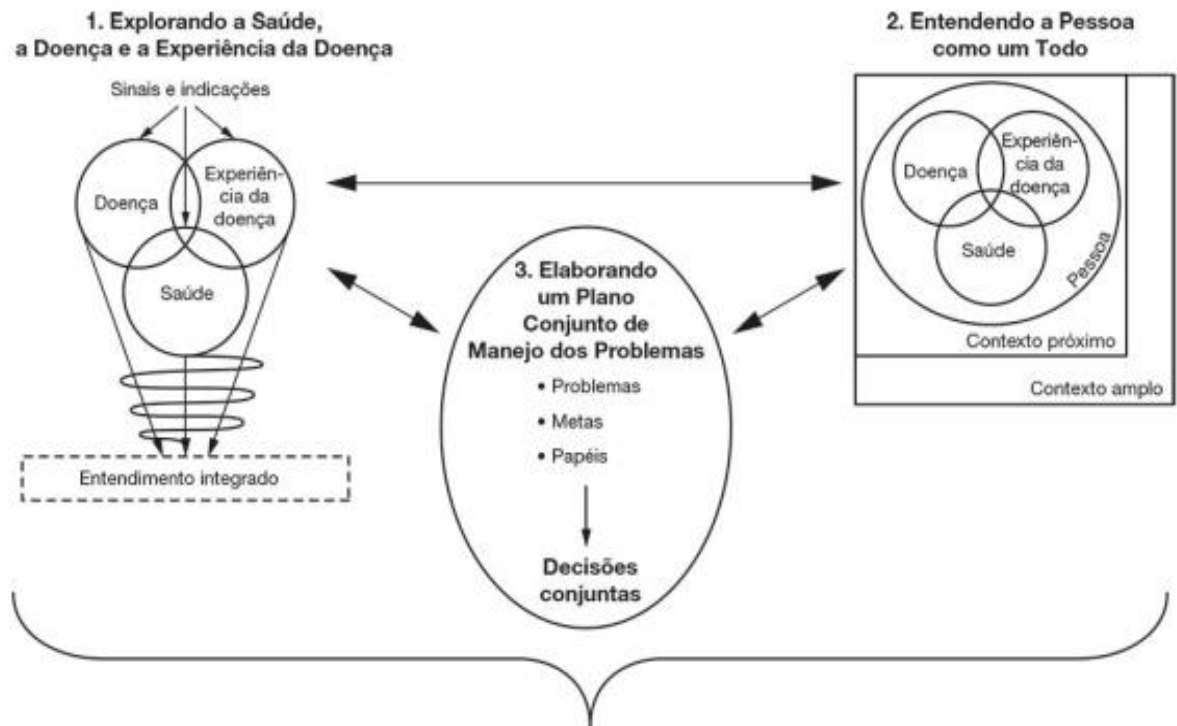 1. Explorando a Saúde,
a Doença e a Experiência da Doença
Sinais e indicações
Doença
Experiên-
cia da
doença
Saúde
Entendimento integrado
2. Entendendo a Pessoa
como um Todo
Doença
Experiên-
cia da
doença
Saúde
Pessoa
Contexto próximo
Contexto amplo
3. Elaborando
um Plano
Conjunto de
Manejo dos Problemas
• Problemas
• Metas
• Papéis
Decisões
conjuntas